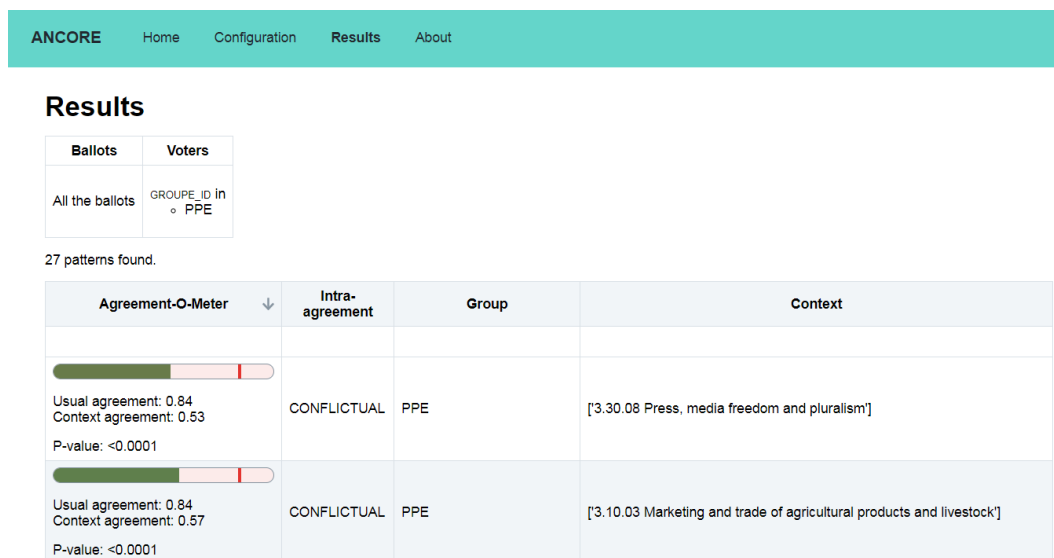 ANCORE Home Configuration Results About
Results
Ballots Voters
All the ballots GROUPE_ID in
◦ PPE
27 patterns found.
Agreement-O-Meter ↓ Intra-agreement Group Context
Usual agreement: 0.84
Context agreement: 0.53
P-value: <0.0001
CONFLICTUAL PPE ['3.30.08 Press, media freedom and pluralism']
Usual agreement: 0.84
Context agreement: 0.57
P-value: <0.0001
CONFLICTUAL PPE ['3.10.03 Marketing and trade of agricultural products and livestock']